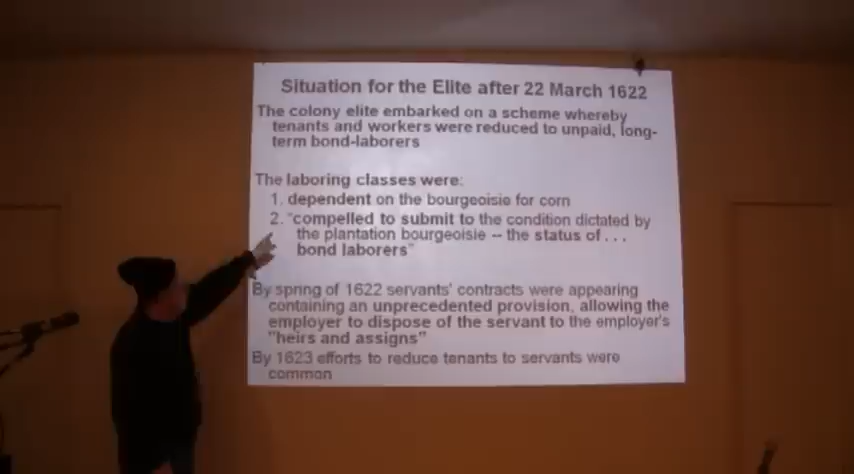 Situation for the Elite after 22 March 1622
The colony elite embarked on a scheme whereby
tenants and workers were reduced to unpaid, long-
term bond-laborers
The laboring classes were:
1. dependent on the bourgeoisie for corn
2. "compelled to submit to the condition dictated by
the plantation bourgeoisie -- the status of . . .
bond laborers"
By spring of 1622 servants' contracts were appearing
containing an unprecedented provision, allowing the
employer to dispose of the servant to the employer's
"heirs and assigns"
By 1623 efforts to reduce tenants to servants were
common